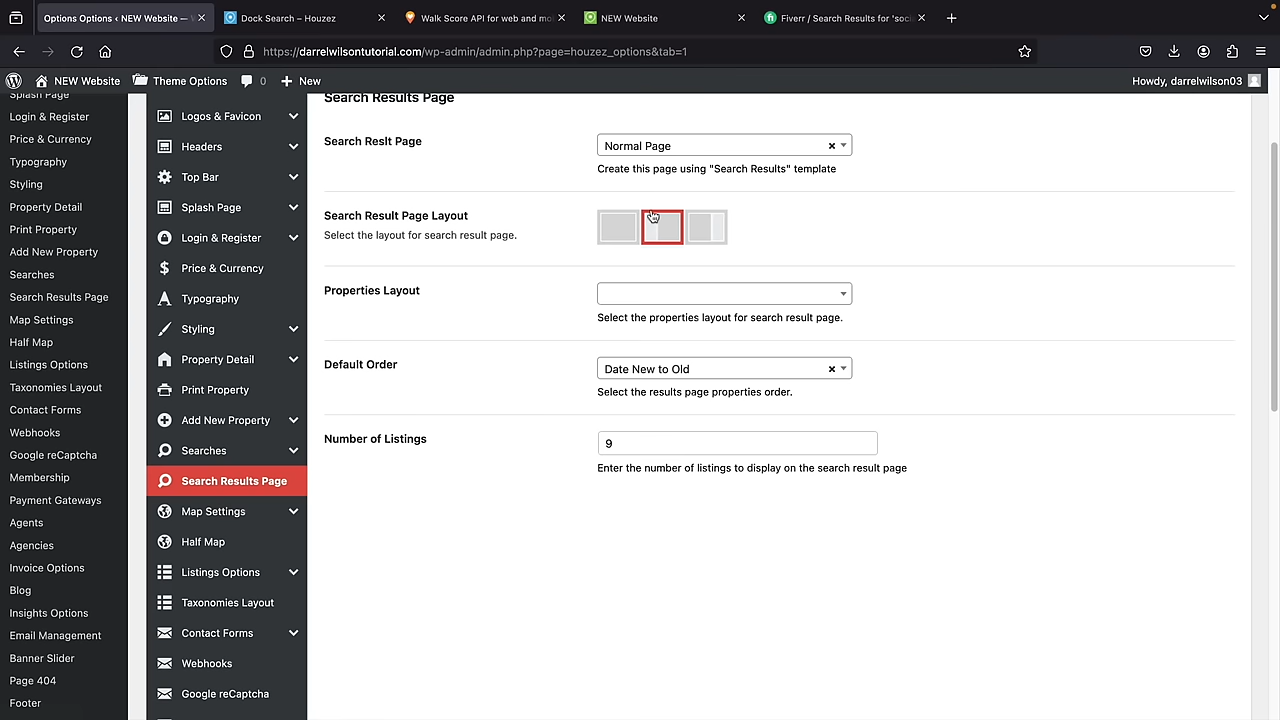 Options Options ‹ NEW Website —
Dock Search – Houzez
Walk Score API for web and mo
NEW Website
Fiverr / Search Results for 'soci
https://darrelwilsontutorial.com/wp-admin/admin.php?page=houzez_options&tab=1
NEW Website
Theme Options
0
New
Howdy, darrelwilson03
Splash Page
Login & Register
Price & Currency
Typography
Styling
Property Detail
Print Property
Add New Property
Searches
Search Results Page
Map Settings
Half Map
Listings Options
Taxonomies Layout
Contact Forms
Webhooks
Google reCaptcha
Membership
Payment Gateways
Agents
Agencies
Invoice Options
Blog
Insights Options
Email Management
Banner Slider
Page 404
Footer
Logos & Favicon
Headers
Top Bar
Splash Page
Login & Register
Price & Currency
Typography
Styling
Property Detail
Print Property
Add New Property
Searches
Search Results Page
Map Settings
Half Map
Listings Options
Taxonomies Layout
Contact Forms
Webhooks
Google reCaptcha
Search Results Page
Search Reslt Page
Normal Page
Create this page using "Search Results" template
Search Result Page Layout
Select the layout for search result page.
Properties Layout
Select the properties layout for search result page.
Default Order
Date New to Old
Select the results page properties order.
Number of Listings
9
Enter the number of listings to display on the search result page